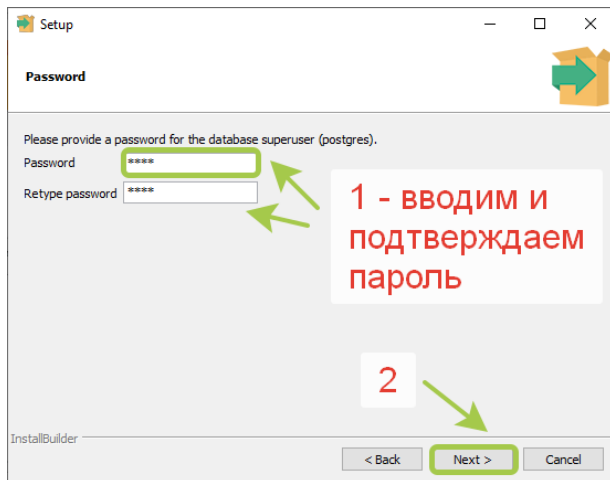 Setup
Password
Please provide a password for the database superuser (postgres).
Password ****
Retype password ****
1 - вводим и
подтверждаем
пароль
2
InstallBuilder
< Back Next > Cancel